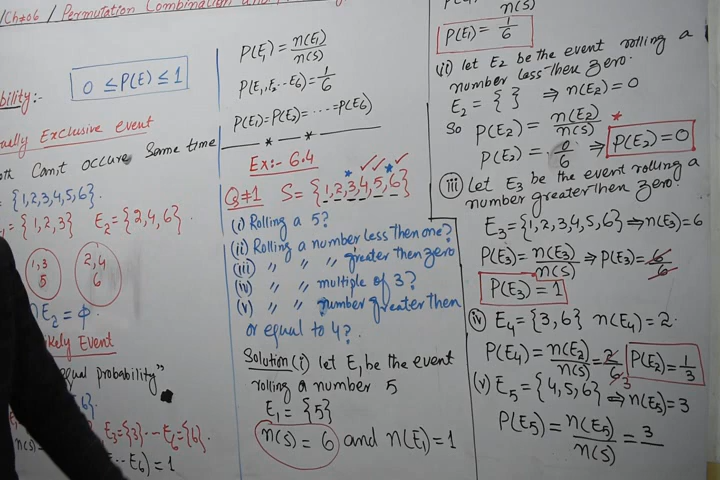 /Ch#06 / Permutation Combination and
0 ≤ P(E) ≤ 1
bility:-
ually Exclusive event
oth Can,t occure Same time
= {1,2,3,4,5,6}.
= {1,2,3} E₂={2,4,6}
1,3 5
2,4 6
∩E₂ = ϕ.
ikely Event
qual probability"
6}.
E₃={3}--- E₆={6}.
n(S)=
E₆) = 1
P(E₁) = n(E₁)/n(S)
P(E₁,E₂---E₆) = 1/6
P(E₁)=P(E₂)=-----=P(E₆)
Ex:- 6.4
Q#1 S= {1,2,3,4,5,6}
(i) Rolling a 5?
(ii) Rolling a number less then one?
(iii) " " " greater then zero
(iv) " " multiple of 3?
(v) " " number greater then
or equal to 4?
Solution (i) let E₁ be the event
rolling a number 5
E₁ = {5}
n(S) = 6 and n(E₁) = 1
n(S)
P(E₁) = 1/6
(ii) let E₂ be the event rolling a
number less then zero.
E₂ = { } ⇒ n(E₂) = 0
So P(E₂) = n(E₂)/n(S)
P(E₂) = 0/6 ⇒ P(E₂) = 0
(iii) Let E₃ be the event rolling a
number greater then zero.
E₃ = {1,2,3,4,5,6} ⇒ n(E₃) = 6
P(E₃) = n(E₃)/n(S) ⇒ P(E₃) = 6/6
P(E₃) = 1
(iv) E₄ = {3,6} n(E₄) = 2.
P(E₄) = n(E₂)/n(S) = 2/6 3 P(E₂) = 1/3
(v) E₅ = {4,5,6} ⇒ n(E₅) = 3
P(E₅) = n(E₅)/n(S) = 3